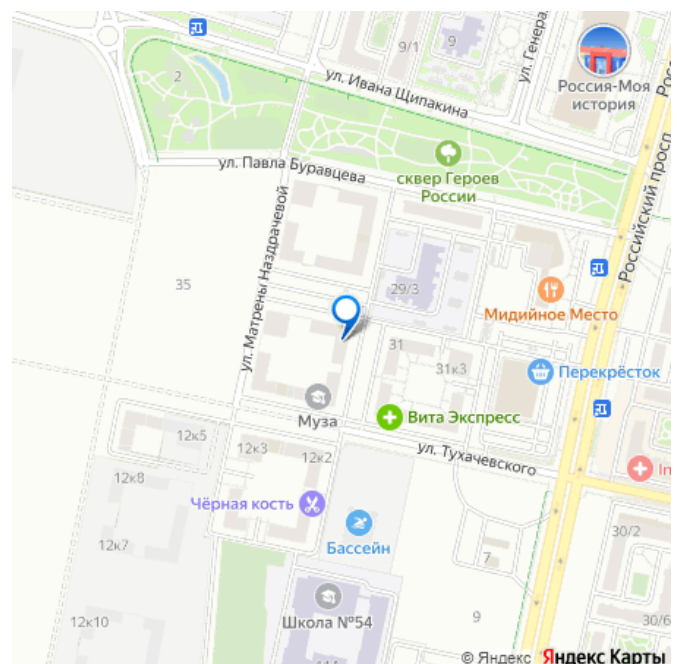 9/1
9
ул. Генера
2
ул. Ивана Щипакина
Россия-Моя
история
Рос
ул. Павла Буравцева
сквер Героев
России
Российский просп
ул. Матрены Наздрачевой
35
29/3
Мидийное Место
31
31к3
Перекрёсток
Муза
Вита Экспресс
ул. Тухачевского
12к5
12к3
12к2
12к8
In
Чёрная кость
Бассейн
30/2
12к7
7
Школа №54
12к10
9
30/6
© Яндекс Яндекс Карты